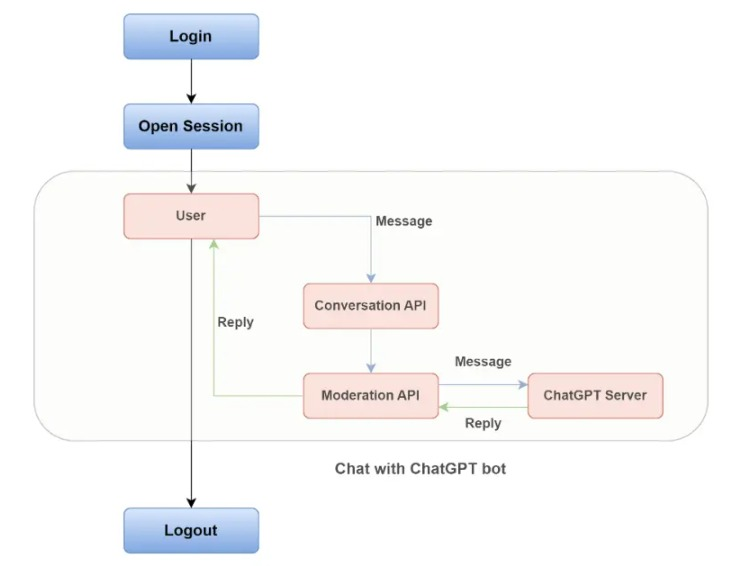 Login
Open Session
User
Message
Conversation API
Reply
Message
Moderation API
ChatGPT Server
Reply
Chat with ChatGPT bot
Logout